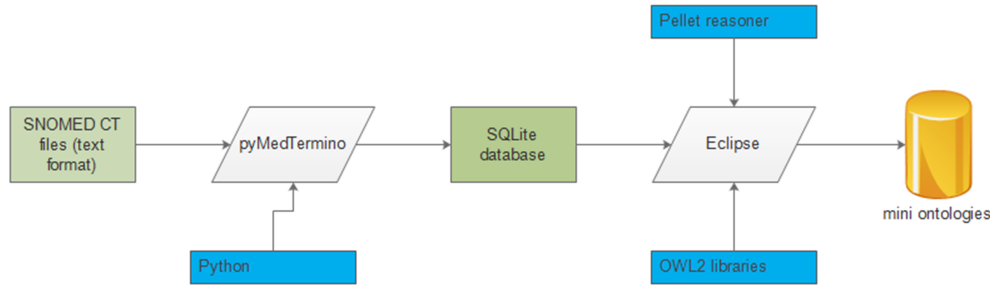 Pellet reasoner
SNOMED CT
files (text
format)
pyMedTermino
SQLite
database
Eclipse
mini ontologies
Python
OWL2 libraries